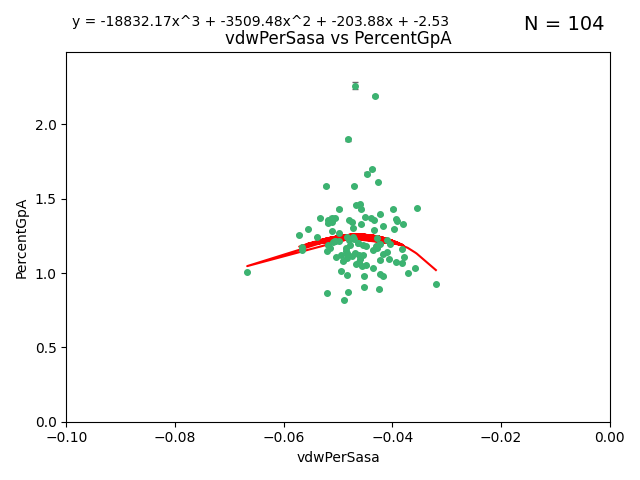 y = -18832.17x^3 + -3509.48x^2 + -203.88x + -2.53
N = 104
vdwPerSasa vs PercentGpA
PercentGpA
2.0
1.5
1.0
0.5
0.0
−0.10
−0.08
−0.06
−0.04
−0.02
0.00
vdwPerSasa